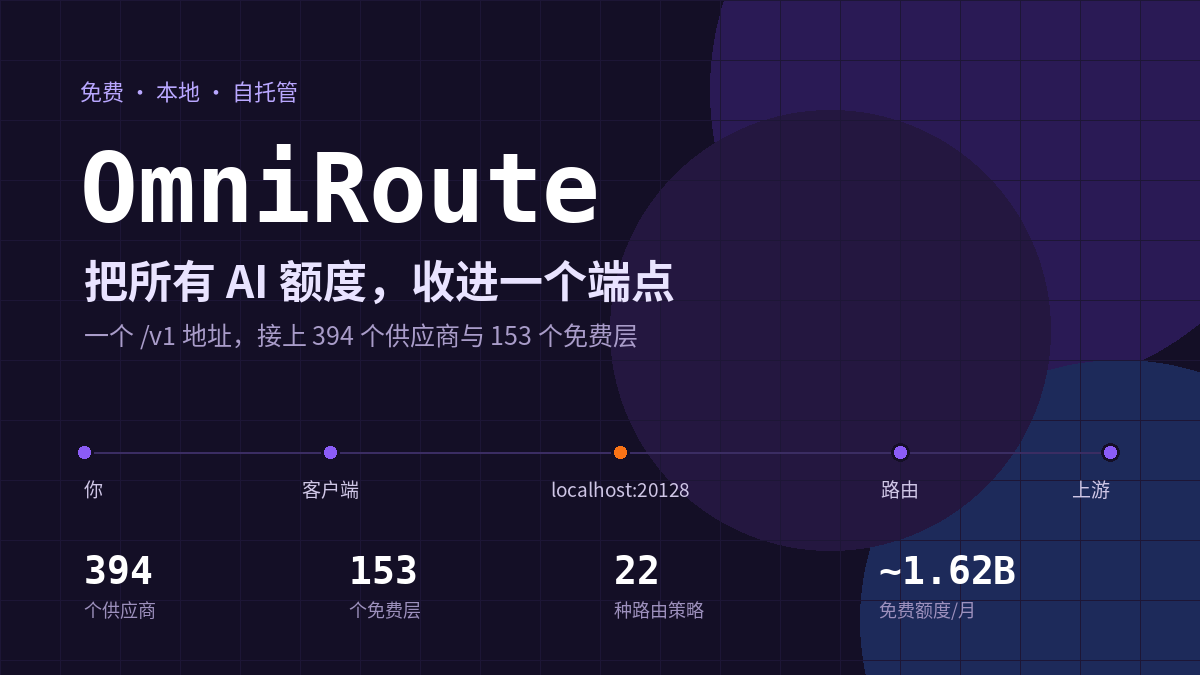 免费 · 本地 · 自托管
OmniRoute
把所有 AI 额度，收进一个端点
一个 /v1 地址，接上 394 个供应商与 153 个免费层
你 客户端 localhost:20128 路由 上游
394 153 22 ~1.62B
个供应商 个免费层 种路由策略 免费额度/月